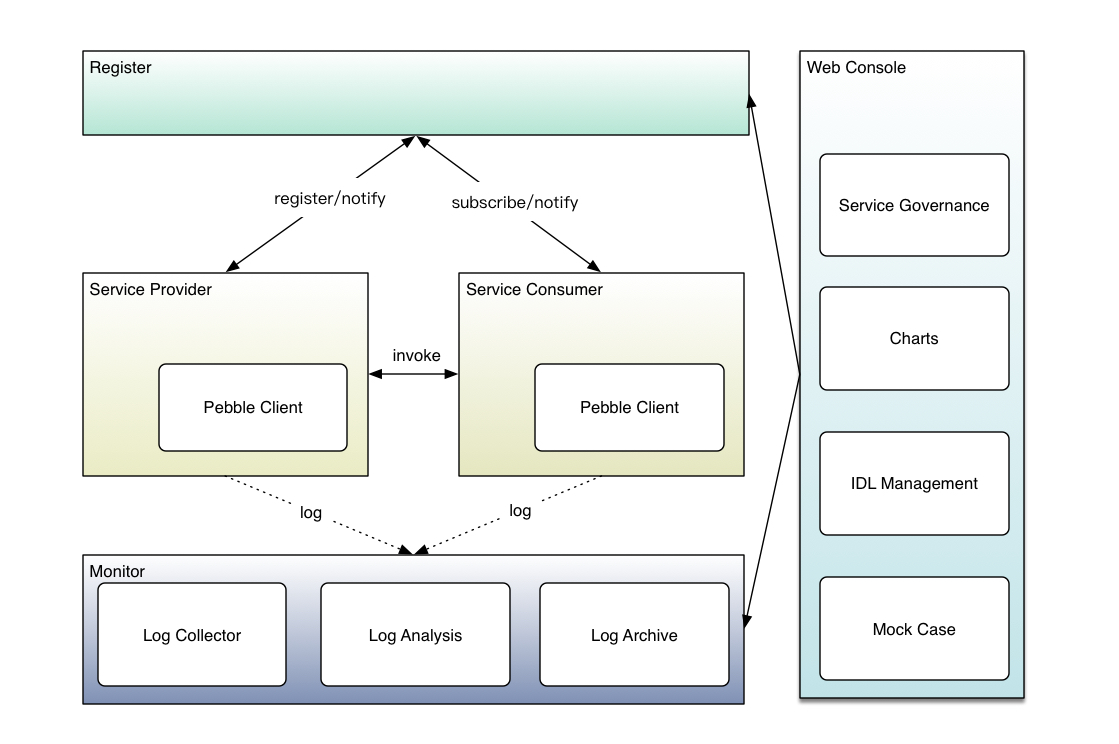 Register
Web Console
Service Governance
register/notify
subscribe/notify
Service Provider
Service Consumer
Charts
invoke
Pebble Client
Pebble Client
IDL Management
log
log
Monitor
Log Collector
Log Analysis
Log Archive
Mock Case